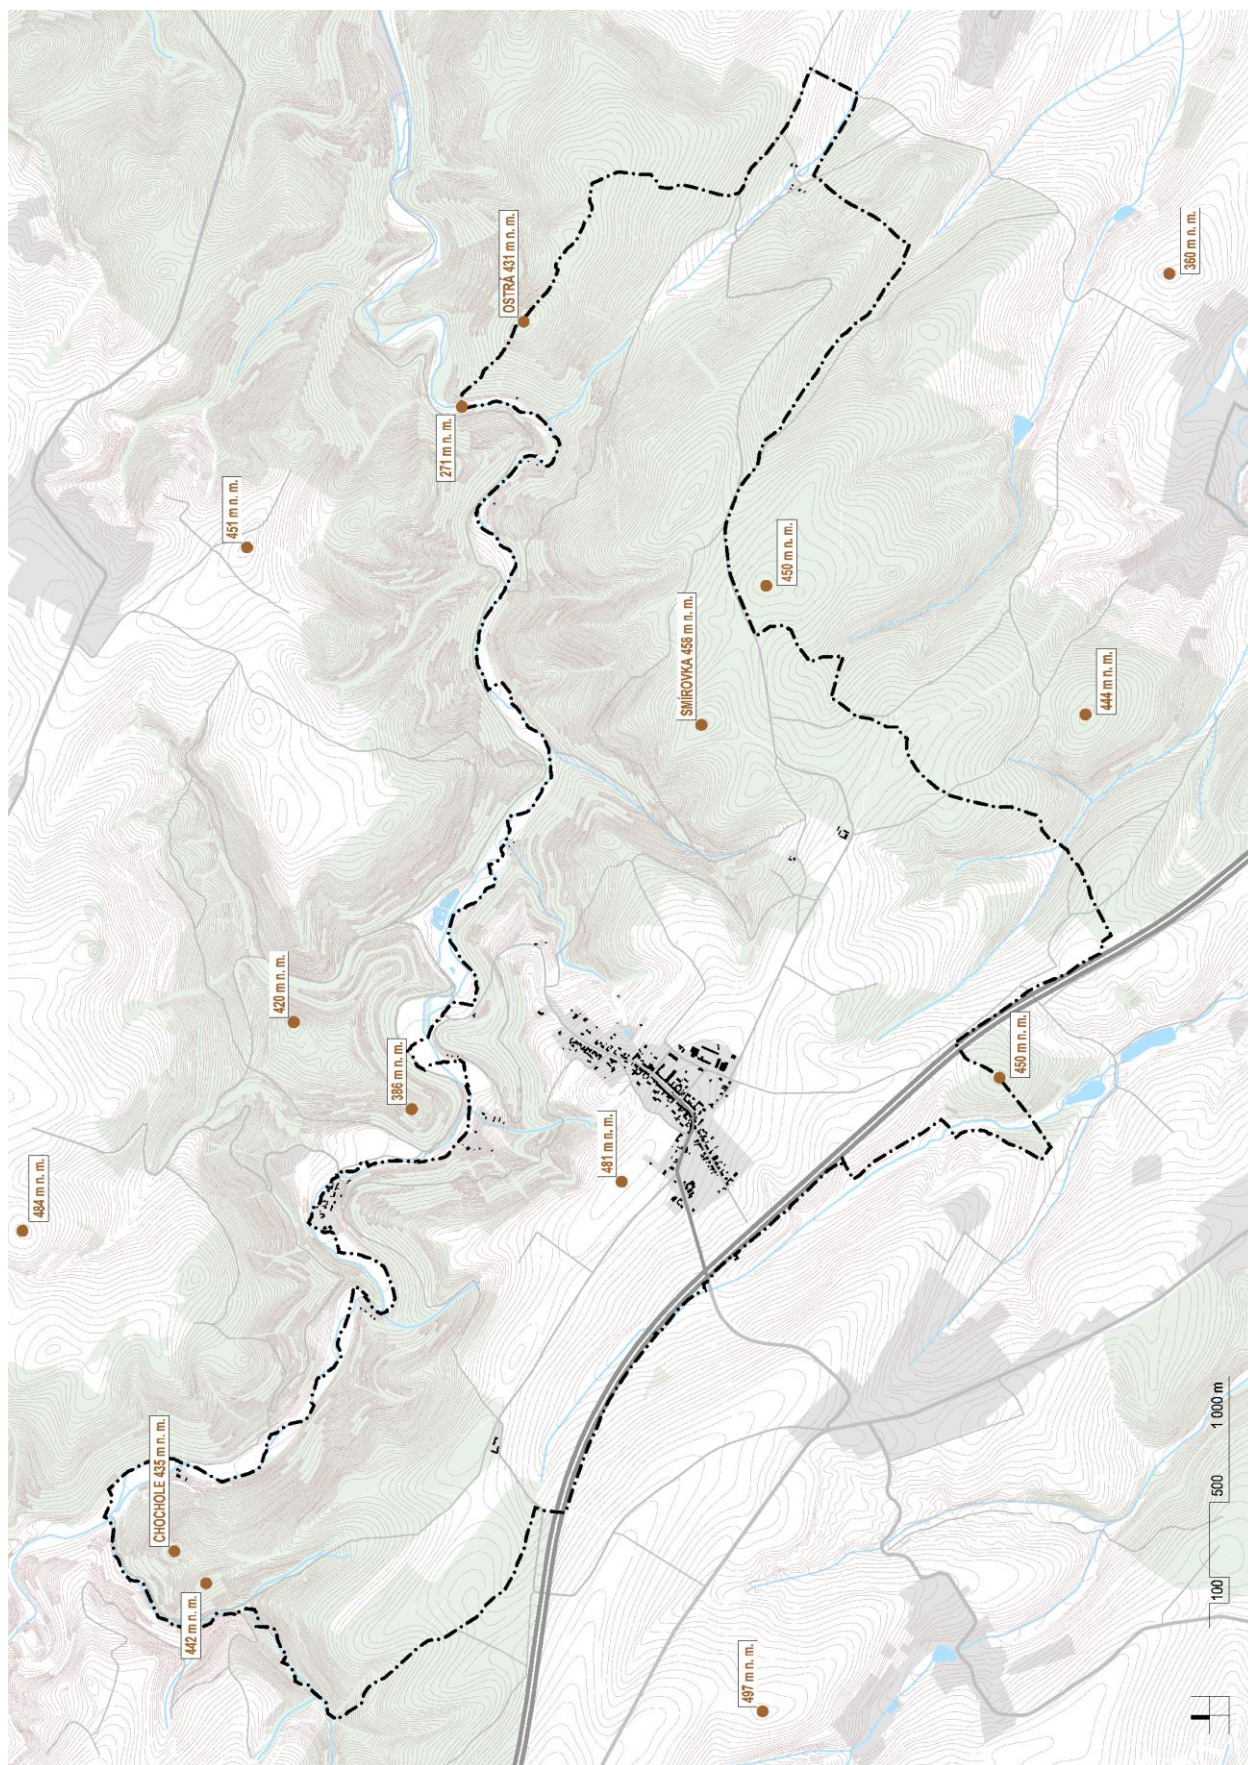 484 m n. m.
CHOCHOLE 435 m n. m.
442 m n. m.
451 m n. m.
420 m n. m.
386 m n. m.
271 m n. m.
OSTRÁ 431 m n. m.
481 m n. m.
SMÍROVKA 458 m n. m.
497 m n. m.
450 m n. m.
450 m n. m.
444 m n. m.
360 m n. m.
100 500 1 000 m